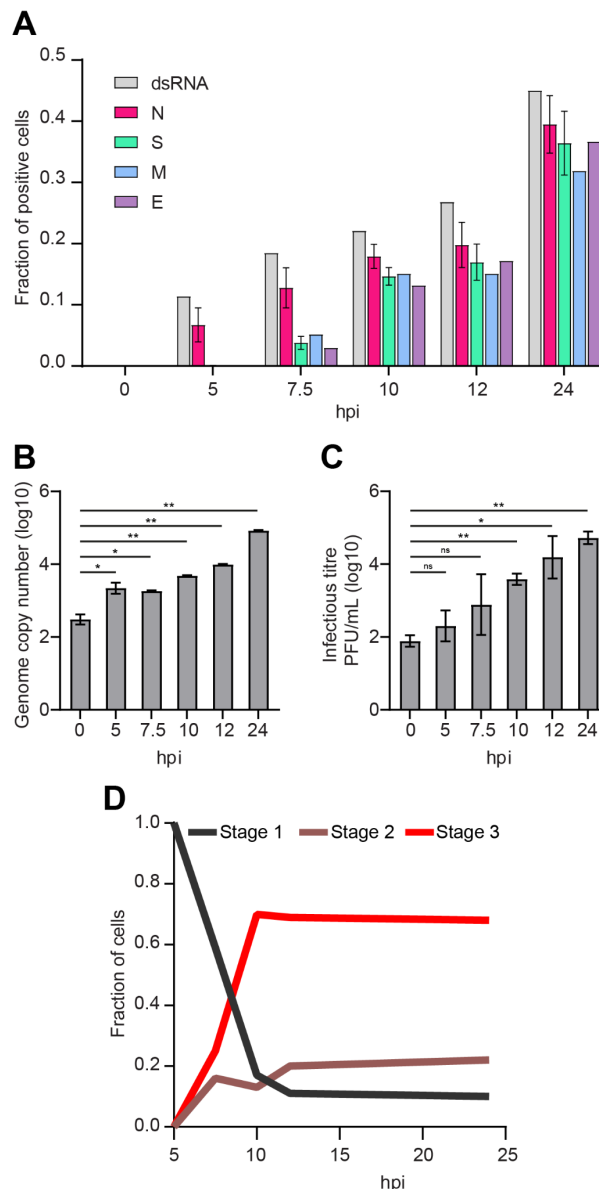 A
0.5
0.4
0.3
0.2
0.1
0.0
Fraction of positive cells
dsRNA
N
S
M
E
0 5 7.5 10 12 24
hpi
B
Genome copy number (log10)
6
4
2
0
* * ** ** **
0 5 7.5 10 12 24
hpi
C
Infectious titre
PFU/mL (log10)
6
4
2
0
ns ns ** * **
0 5 7.5 10 12 24
hpi
D
Stage 1 Stage 2 Stage 3
1.0
0.8
0.6
0.4
0.2
0.0
Fraction of cells
5 10 15 20 25
hpi